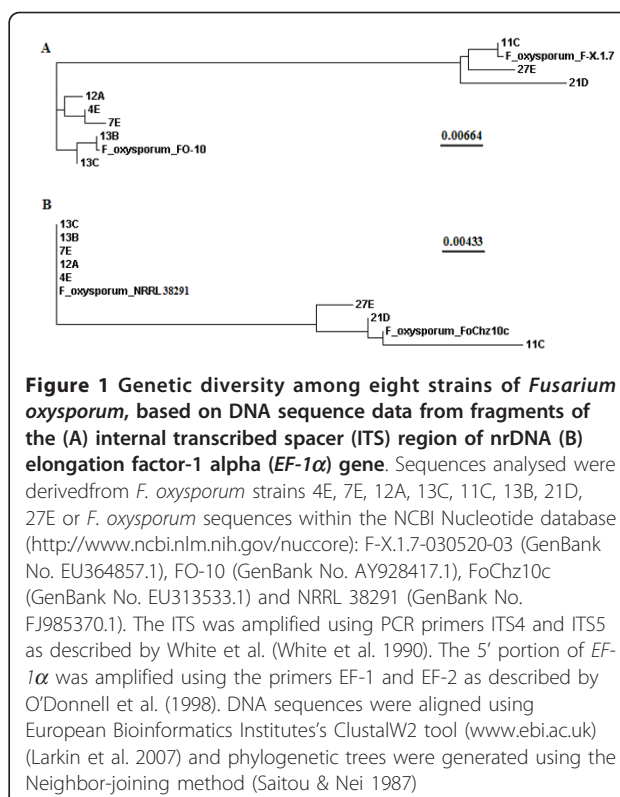 A
11C
F_oxysporum_F-X.1.7
27E
21D
12A
4E
7E
13B
F_oxysporum_FO-10
13C
0.00664
B
13C
13B
7E
12A
4E
F_oxysporum_NRRL 38291
0.00433
27E
21D
F_oxysporum_FoChz10c
11C
Figure 1 Genetic diversity among eight strains of Fusarium
oxysporum, based on DNA sequence data from fragments of
the (A) internal transcribed spacer (ITS) region of nrDNA (B)
elongation factor-1 alpha (EF-1α) gene. Sequences analysed were
derivedfrom F. oxysporum strains 4E, 7E, 12A, 13C, 11C, 13B, 21D,
27E or F. oxysporum sequences within the NCBI Nucleotide database
(http://www.ncbi.nlm.nih.gov/nuccore): F-X.1.7-030520-03 (GenBank
No. EU364857.1), FO-10 (GenBank No. AY928417.1), FoChz10c
(GenBank No. EU313533.1) and NRRL 38291 (GenBank No.
FJ985370.1). The ITS was amplified using PCR primers ITS4 and ITS5
as described by White et al. (White 1990). The 5' portion of EF-
1α was amplified using the primers EF-1 and EF-2 as described by
O'Donnell et al. (1998). DNA sequences were aligned using
European Bioinformatics Institutes's ClustalW2 tool (www.ebi.ac.uk)
(Larkin et al. 2007) and phylogenetic trees were generated using the
Neighbor-joining method (Saitou & Nei 1987)